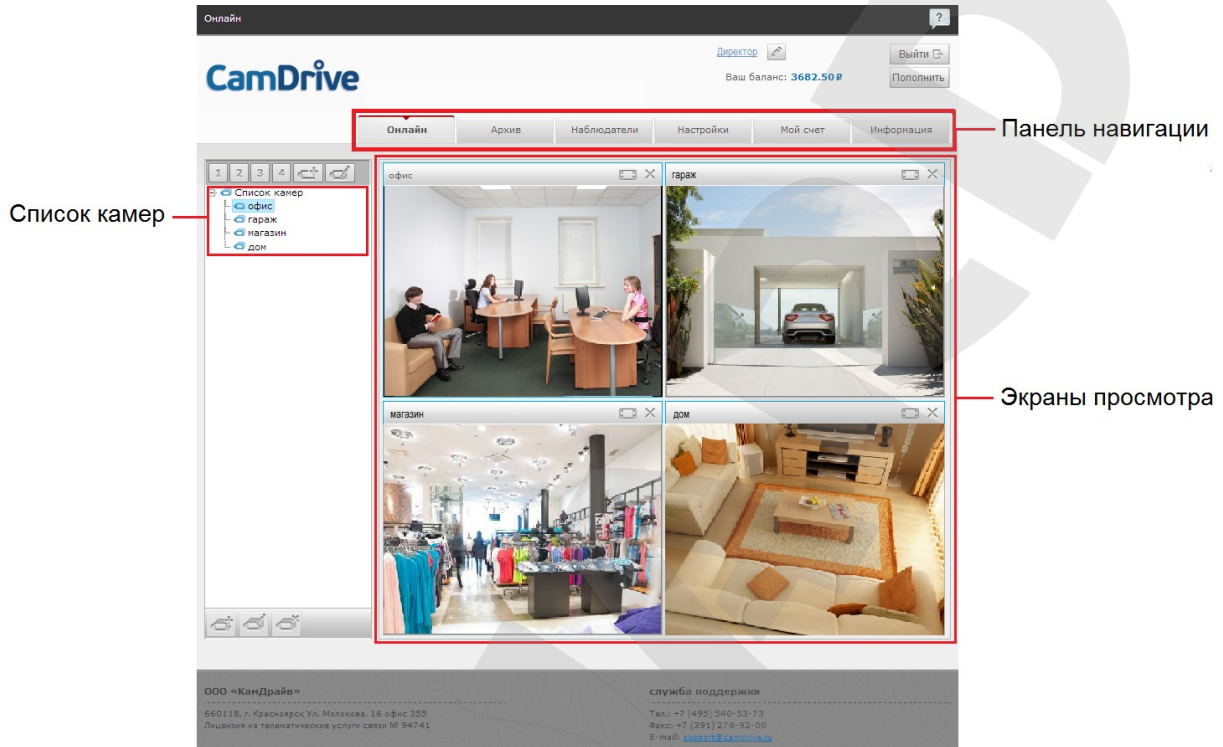 Онлайн
?
CamDrive
Директор
Выйти
Ваш баланс: 3682.50₽
Пополнить
Онлайн Архив Наблюдатели Настройки Мой счет Информация
Панель навигации
1 2 3 4
Список камер
офис
гараж
магазин
дом
Список камер
офис
гараж
магазин
дом
Экраны просмотра
ООО «КамДрайв»
660118, г. Красноярск Ул. Молокова, 16 офис 355
Лицензия на телематические услуги связи № 94741
служба поддержки
Тел.: +7 (495) 540-53-73
Факс: +7 (391) 278-92-00
E-mail: support@camdrive.ru